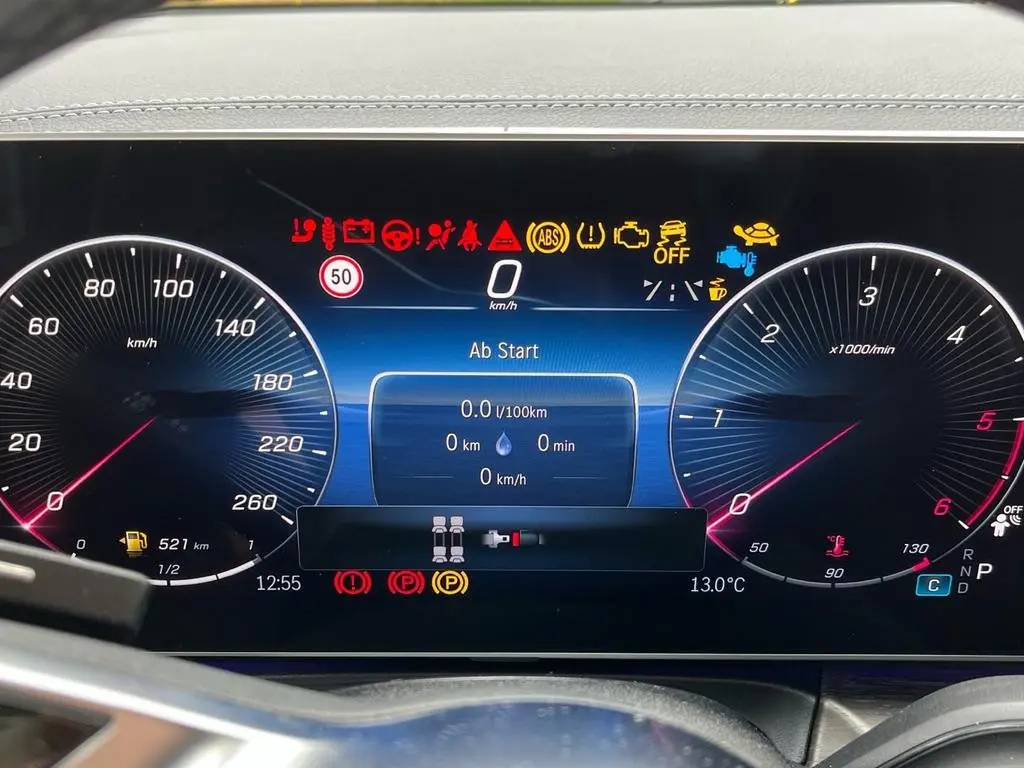 ABS
OFF
50
0
km/h
Ab Start
0.0 l/100km
0 km 0 min
0 km/h
0
20
40
60
80
100
140
180
220
260
km/h
0 1/2 1
521 km
12:55
P
P
13.0°C
0
1
2
3
4
5
6
x1000/min
50
90
130
°C
OFF
R
N P
D
C